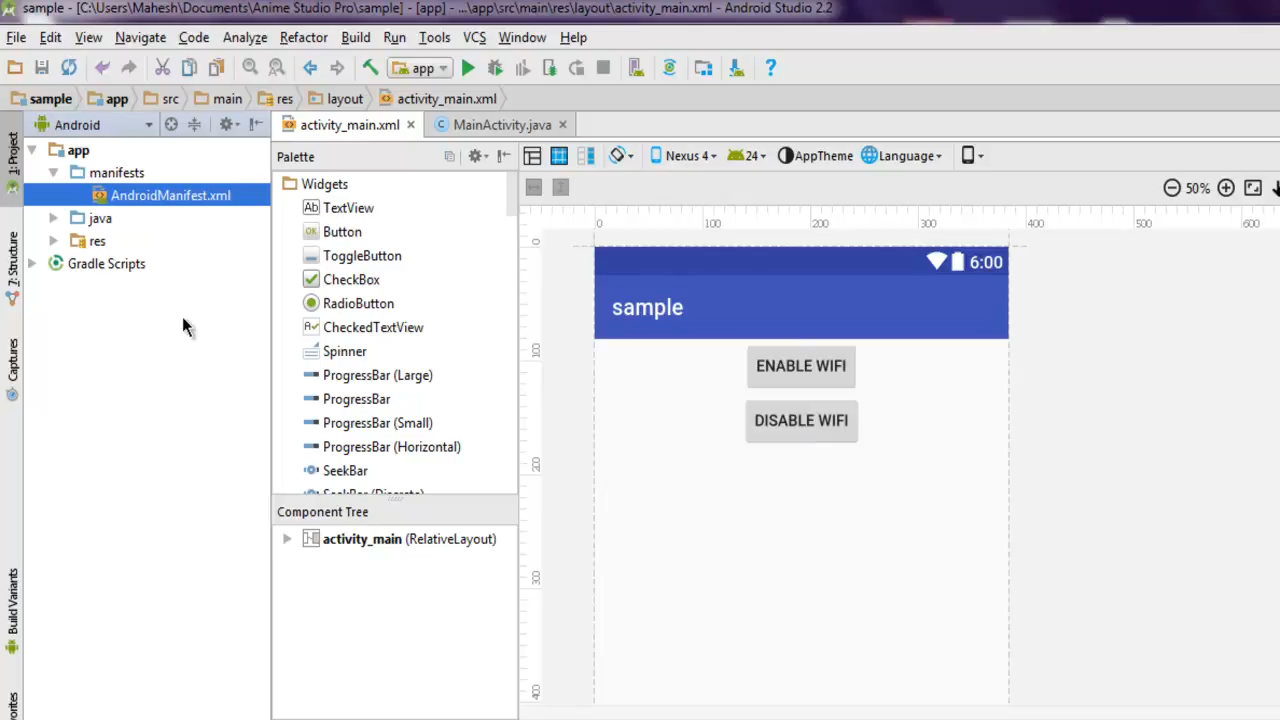 sample - [C:\Users\Mahesh\Documents\Anime Studio Pro\sample] - [app] - ...\app\src\main\res\layout\activity_main.xml - Android Studio 2.2
File Edit View Navigate Code Analyze Refactor Build Run Tools VCS Window Help
app
sample app src main res layout activity_main.xml
Android
activity_main.xml MainActivity.java
1: Project
7: Structure
Captures
Build Variants
app
manifests
AndroidManifest.xml
java
res
Gradle Scripts
Palette
Widgets
Ab TextView
OK Button
ToggleButton
CheckBox
RadioButton
CheckedTextView
Spinner
ProgressBar (Large)
ProgressBar
ProgressBar (Small)
ProgressBar (Horizontal)
SeekBar
SeekBar (Discrete)
Component Tree
activity_main (RelativeLayout)
Nexus 4 24 AppTheme Language
50%
0 100 200 300 400 500 600
0
100
200
300
400
6:00
sample
ENABLE WIFI
DISABLE WIFI